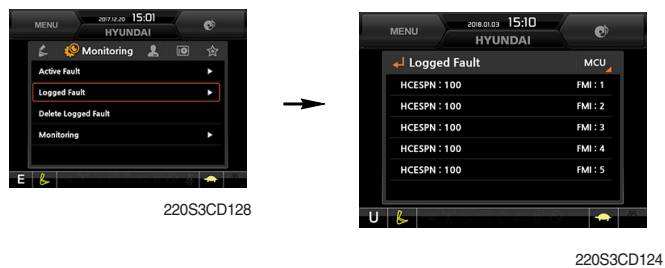 MENU
2017.12.20 15:01
HYUNDAI
Monitoring
Active Fault
Logged Fault
Delete Logged Fault
Monitoring
E
220S3CD128
MENU
2018.01.03 15:10
HYUNDAI
Logged Fault MCU
HCESPN : 100 FMI : 1
HCESPN : 100 FMI : 2
HCESPN : 100 FMI : 3
HCESPN : 100 FMI : 4
HCESPN : 100 FMI : 5
U
220S3CD124